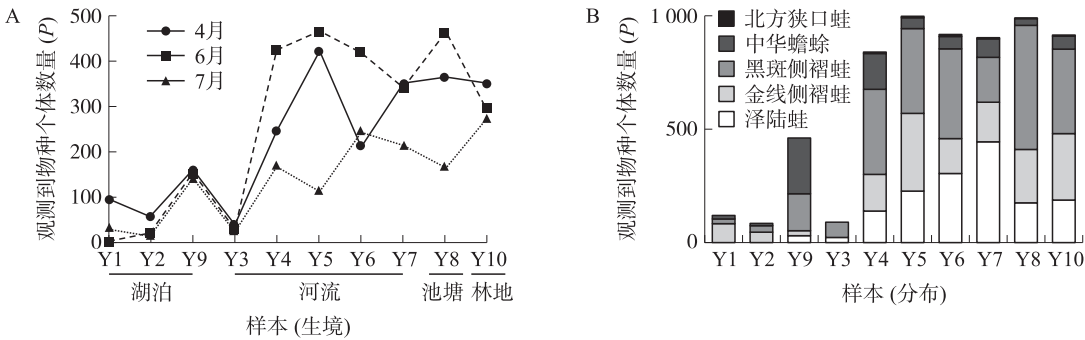 A
观测到物种个体数量 (P)
500
400
300
200
100
0
4月
6月
7月
Y1 Y2 Y9 Y3 Y4 Y5 Y6 Y7 Y8 Y10
湖泊 河流 池塘 林地
样本 (生境)
B
观测到物种个体数量 (P)
1 000
500
0
北方狭口蛙
中华蟾蜍
黑斑侧褶蛙
金线侧褶蛙
泽陆蛙
Y1 Y2 Y9 Y3 Y4 Y5 Y6 Y7 Y8 Y10
样本 (分布)